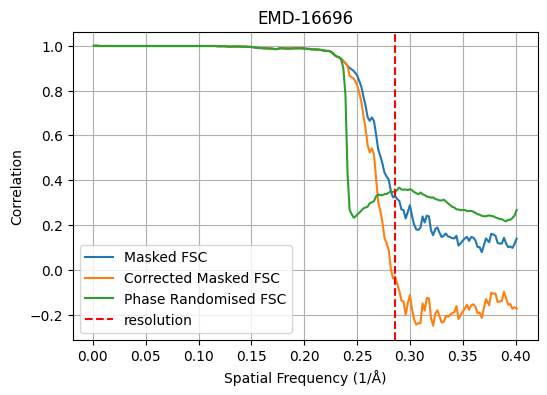 EMD-16696
1.0
0.8
0.6
0.4
0.2
0.0
−0.2
Correlation
Masked FSC
Corrected Masked FSC
Phase Randomised FSC
resolution
0.00 0.05 0.10 0.15 0.20 0.25 0.30 0.35 0.40
Spatial Frequency (1/Å)